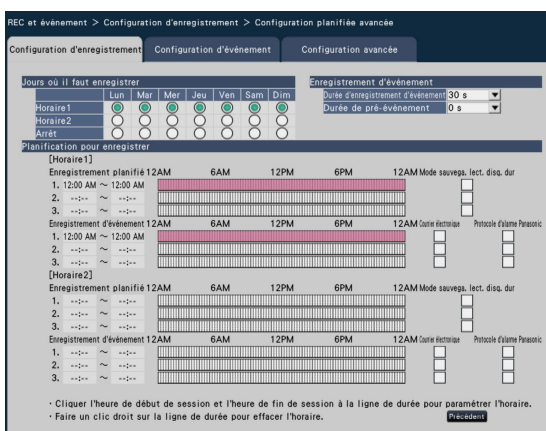 REC et événement > Configuration d'enregistrement > Configuration planifiée avancée
Configuration d'enregistrement Configuration d'événement Configuration avancée
Jours où il faut enregistrer Enregistrement d'événement
Lun Mar Mer Jeu Ven Sam Dim Durée d'enregistrement d'événement 30 s
Horaire1 Durée de pré-événement 0 s
Horaire2
Arrêt
Planification pour enregistrer
[Horaire1]
Enregistrement planifié 12AM 6AM 12PM 6PM 12AM Mode sauvega. lect. disq. dur
1. 12:00 AM ~ 12:00 AM
2. --:-- ~ --:--
3. --:-- ~ --:--
Enregistrement d'événement 12AM 6AM 12PM 6PM 12AM Courrier électronique Protocole d'alarme Panasonic
1. 12:00 AM ~ 12:00 AM
2. --:-- ~ --:--
3. --:-- ~ --:--
[Horaire2]
Enregistrement planifié 12AM 6AM 12PM 6PM 12AM Mode sauvega. lect. disq. dur
1. --:-- ~ --:--
2. --:-- ~ --:--
3. --:-- ~ --:--
Enregistrement d'événement 12AM 6AM 12PM 6PM 12AM Courrier électronique Protocole d'alarme Panasonic
1. --:-- ~ --:--
2. --:-- ~ --:--
3. --:-- ~ --:--
· Cliquer l'heure de début de session et l'heure de fin de session à la ligne de durée pour paramétrer l'horaire.
· Faire un clic droit sur la ligne de durée pour effacer l'horaire. Précédent